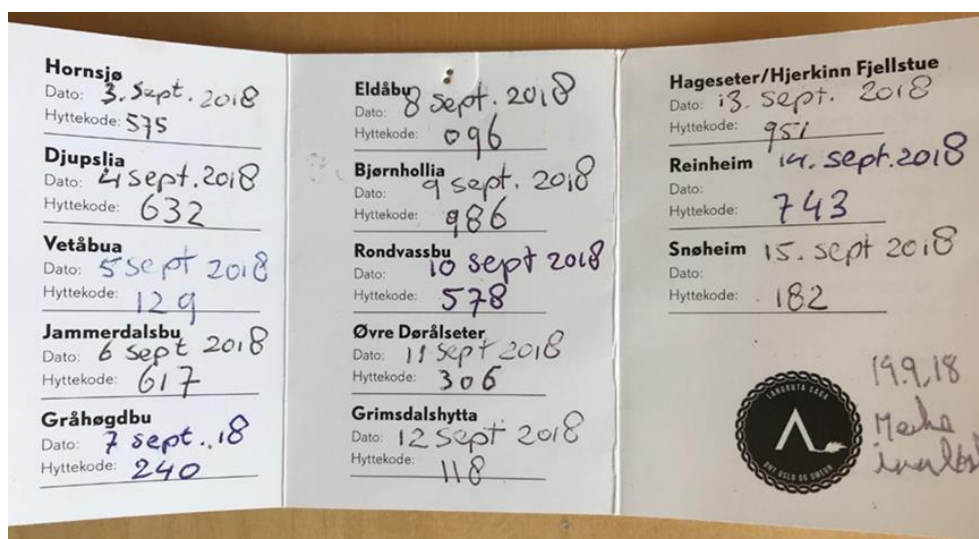 Hornsjø
Dato: 3. Sept. 2018
Hyttekode: 575
Djupslia
Dato: 4 sept. 2018
Hyttekode: 632
Vetåbua
Dato: 5 sept 2018
Hyttekode: 129
Jammerdalsbu
Dato: 6 sept 2018
Hyttekode: 617
Gråhøgdbu
Dato: 7 sept. 18
Hyttekode: 240
Eldåbu
Dato: 8 sept. 2018
Hyttekode: 096
Bjørnhollia
Dato: 9 sept. 2018
Hyttekode: 986
Rondvassbu
Dato: 10 sept 2018
Hyttekode: 578
Øvre Dørålseter
Dato: 11 sept 2018
Hyttekode: 306
Grimsdalshytta
Dato: 12 sept 2018
Hyttekode: 118
Hageseter/Hjerkinn Fjellstue
Dato: 13. sept. 2018
Hyttekode: 951
Reinheim 14. sept. 2018
Dato:
Hyttekode: 743
Snøheim 15. sept 2018
Dato:
Hyttekode: 182
19.9.18
DNT OSLO OG OMEGN